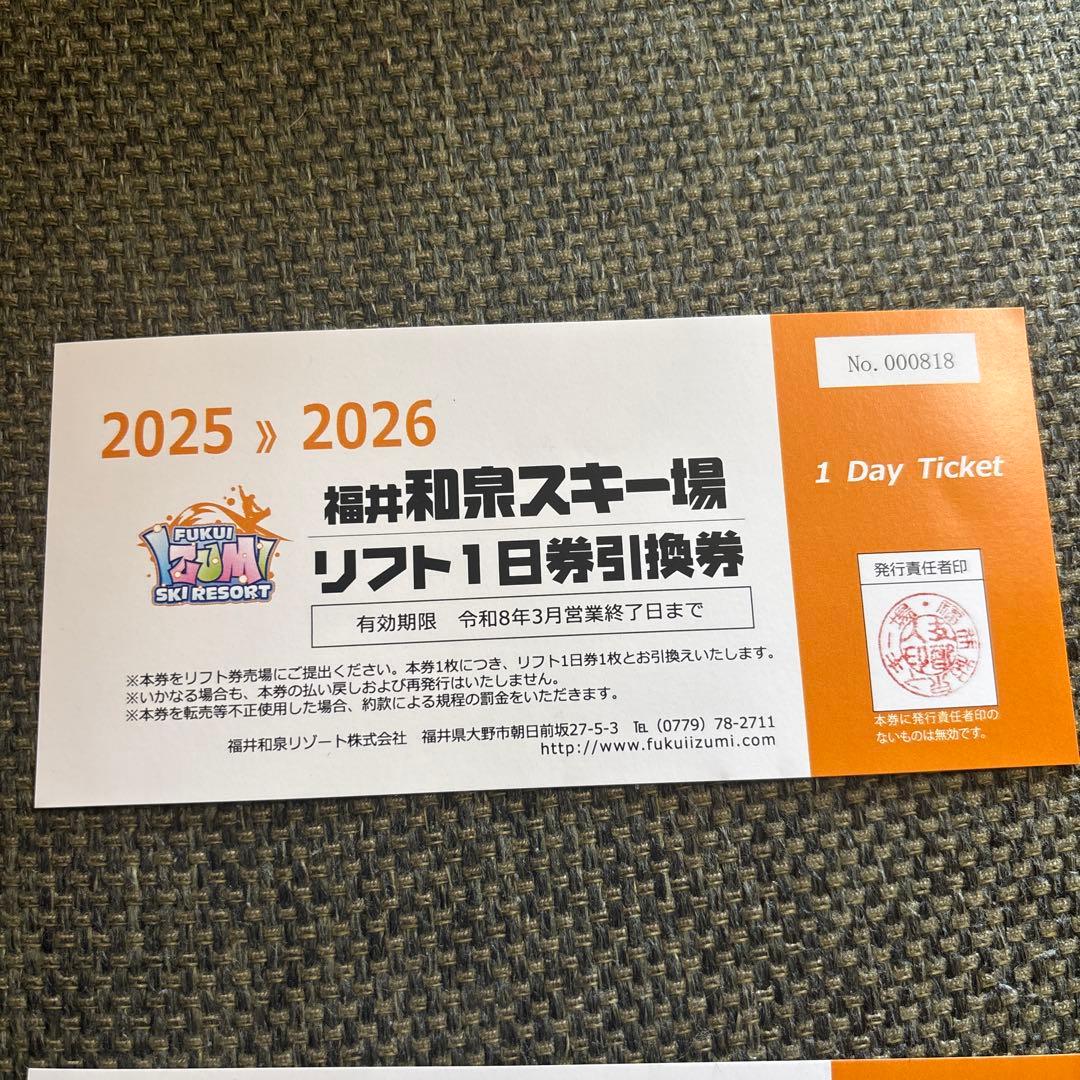 No.000818
2025 》 2026
1 Day Ticket
福井和泉スキー場
FUKUI
IZUMI
SKI RESORT
リフト1日券引換券
発行責任者印
有効期限 令和8年3月営業終了日まで
※本券をリフト券売場にご提出ください。本券1枚につき、リフト1日券1枚とお引換えいたします。
※いかなる場合も、本券の払い戻しおよび再発行はいたしません。
※本券を転売等不正使用した場合、約款による規程の罰金をいただきます。
本券に発行責任者印の
ないものは無効です。
福井和泉リゾート株式会社 福井県大野市朝日前坂27-5-3 ℡ (0779) 78-2711
http://www.fukuiizumi.com